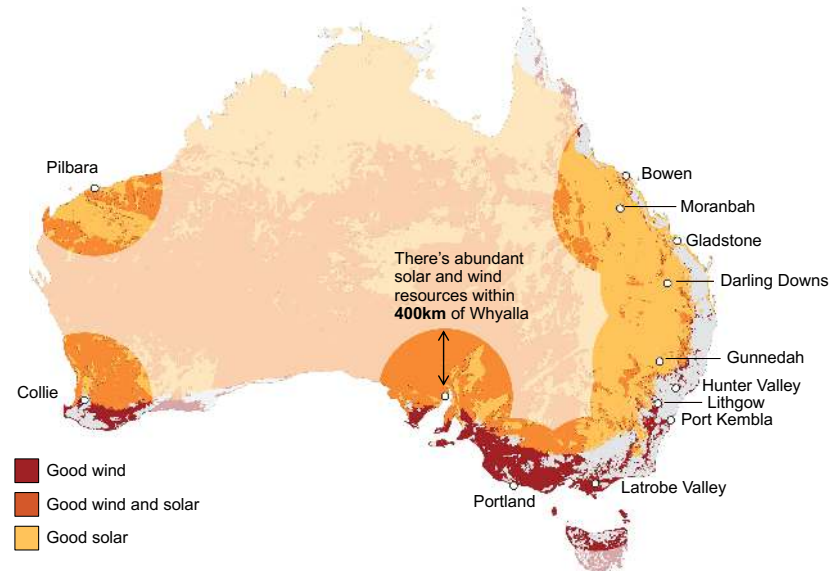 Pilbara
Bowen
Moranbah
Gladstone
There's abundant
solar and wind
resources within
400km of Whyalla
Darling Downs
Gunnedah
Collie
Hunter Valley
Lithgow
Port Kembla
Good wind
Good wind and solar
Good solar
Portland
Latrobe Valley